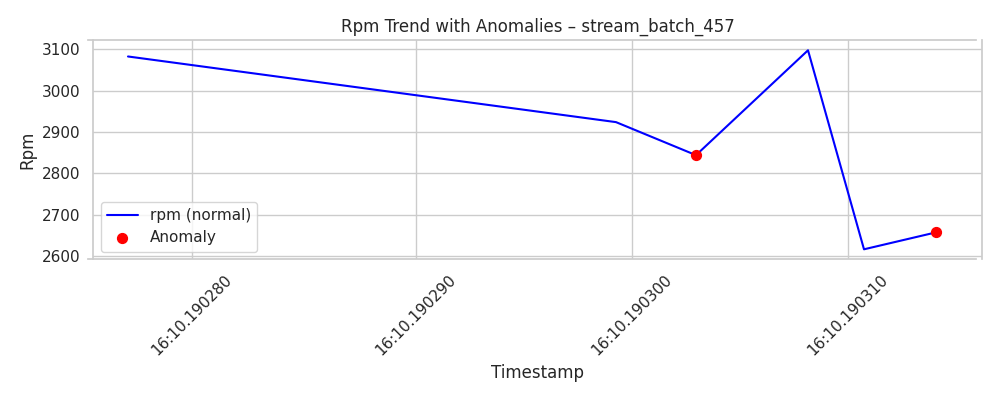 Rpm Trend with Anomalies – stream_batch_457
3100
3000
2900
2800
2700
2600
Rpm
rpm (normal)
Anomaly
16:10.190280
16:10.190290
16:10.190300
16:10.190310
Timestamp